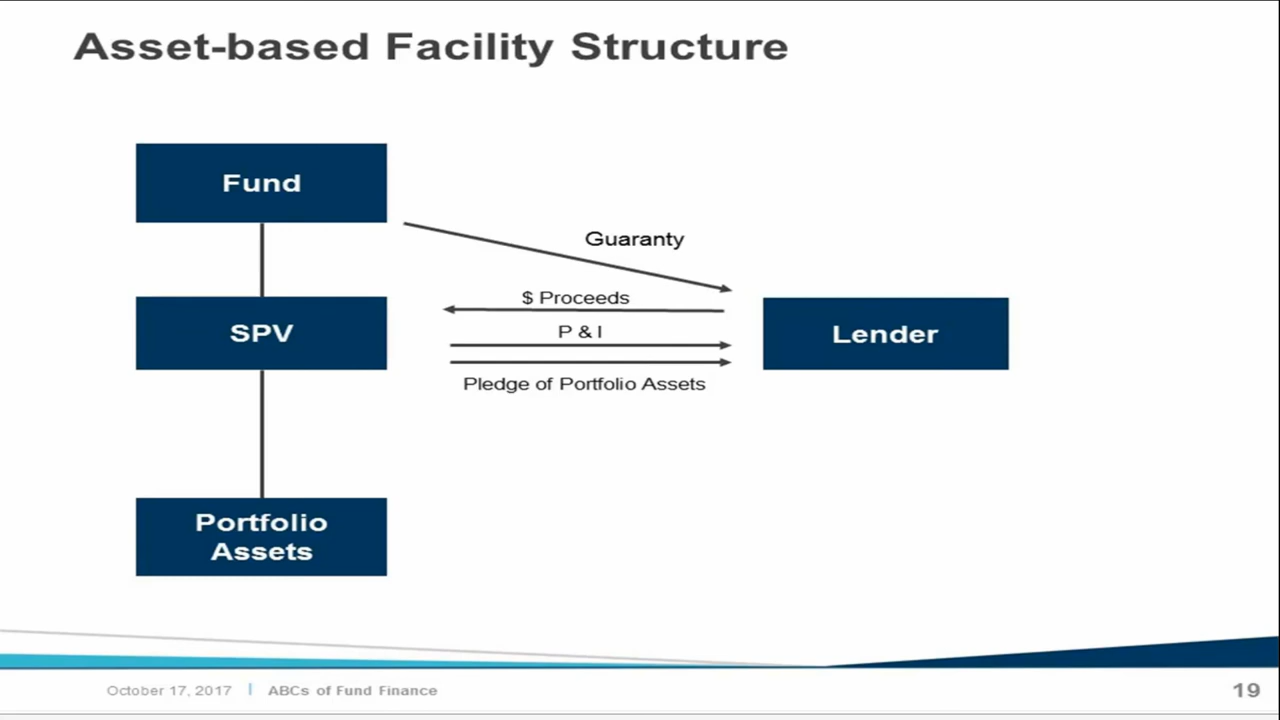 Asset-based Facility Structure
Fund
Guaranty
$ Proceeds
SPV
P & I
Lender
Pledge of Portfolio Assets
Portfolio
Assets
October 17, 2017 | ABCs of Fund Finance
19